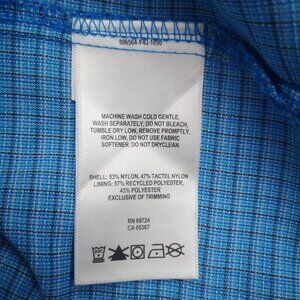 MACHINE WASH COLD GENTLE,
WASH SEPARATELY, DO NOT BLEACH,
TUMBLE DRY LOW, REMOVE PROMPTLY,
IRON LOW, DO NOT USE FABRIC
SOFTENER, DO NOT DRYCLEAN
SHELL: 53% NYLON, 47% TACTEL NYLON
LINING: 57% RECYCLED POLYESTER,
43% POLYESTER
EXCLUSIVE OF TRIMMING
RN 69724
CA 05367